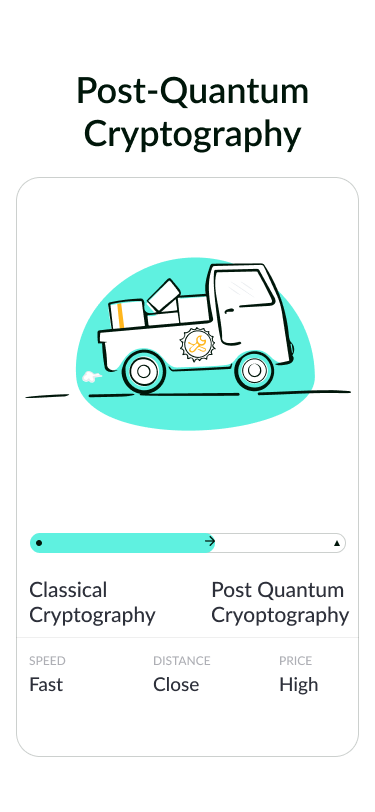 Post-Quantum
Cryptography
Classical
Cryptography
Post Quantum
Cryoptography
SPEED
DISTANCE
PRICE
Fast
Close
High